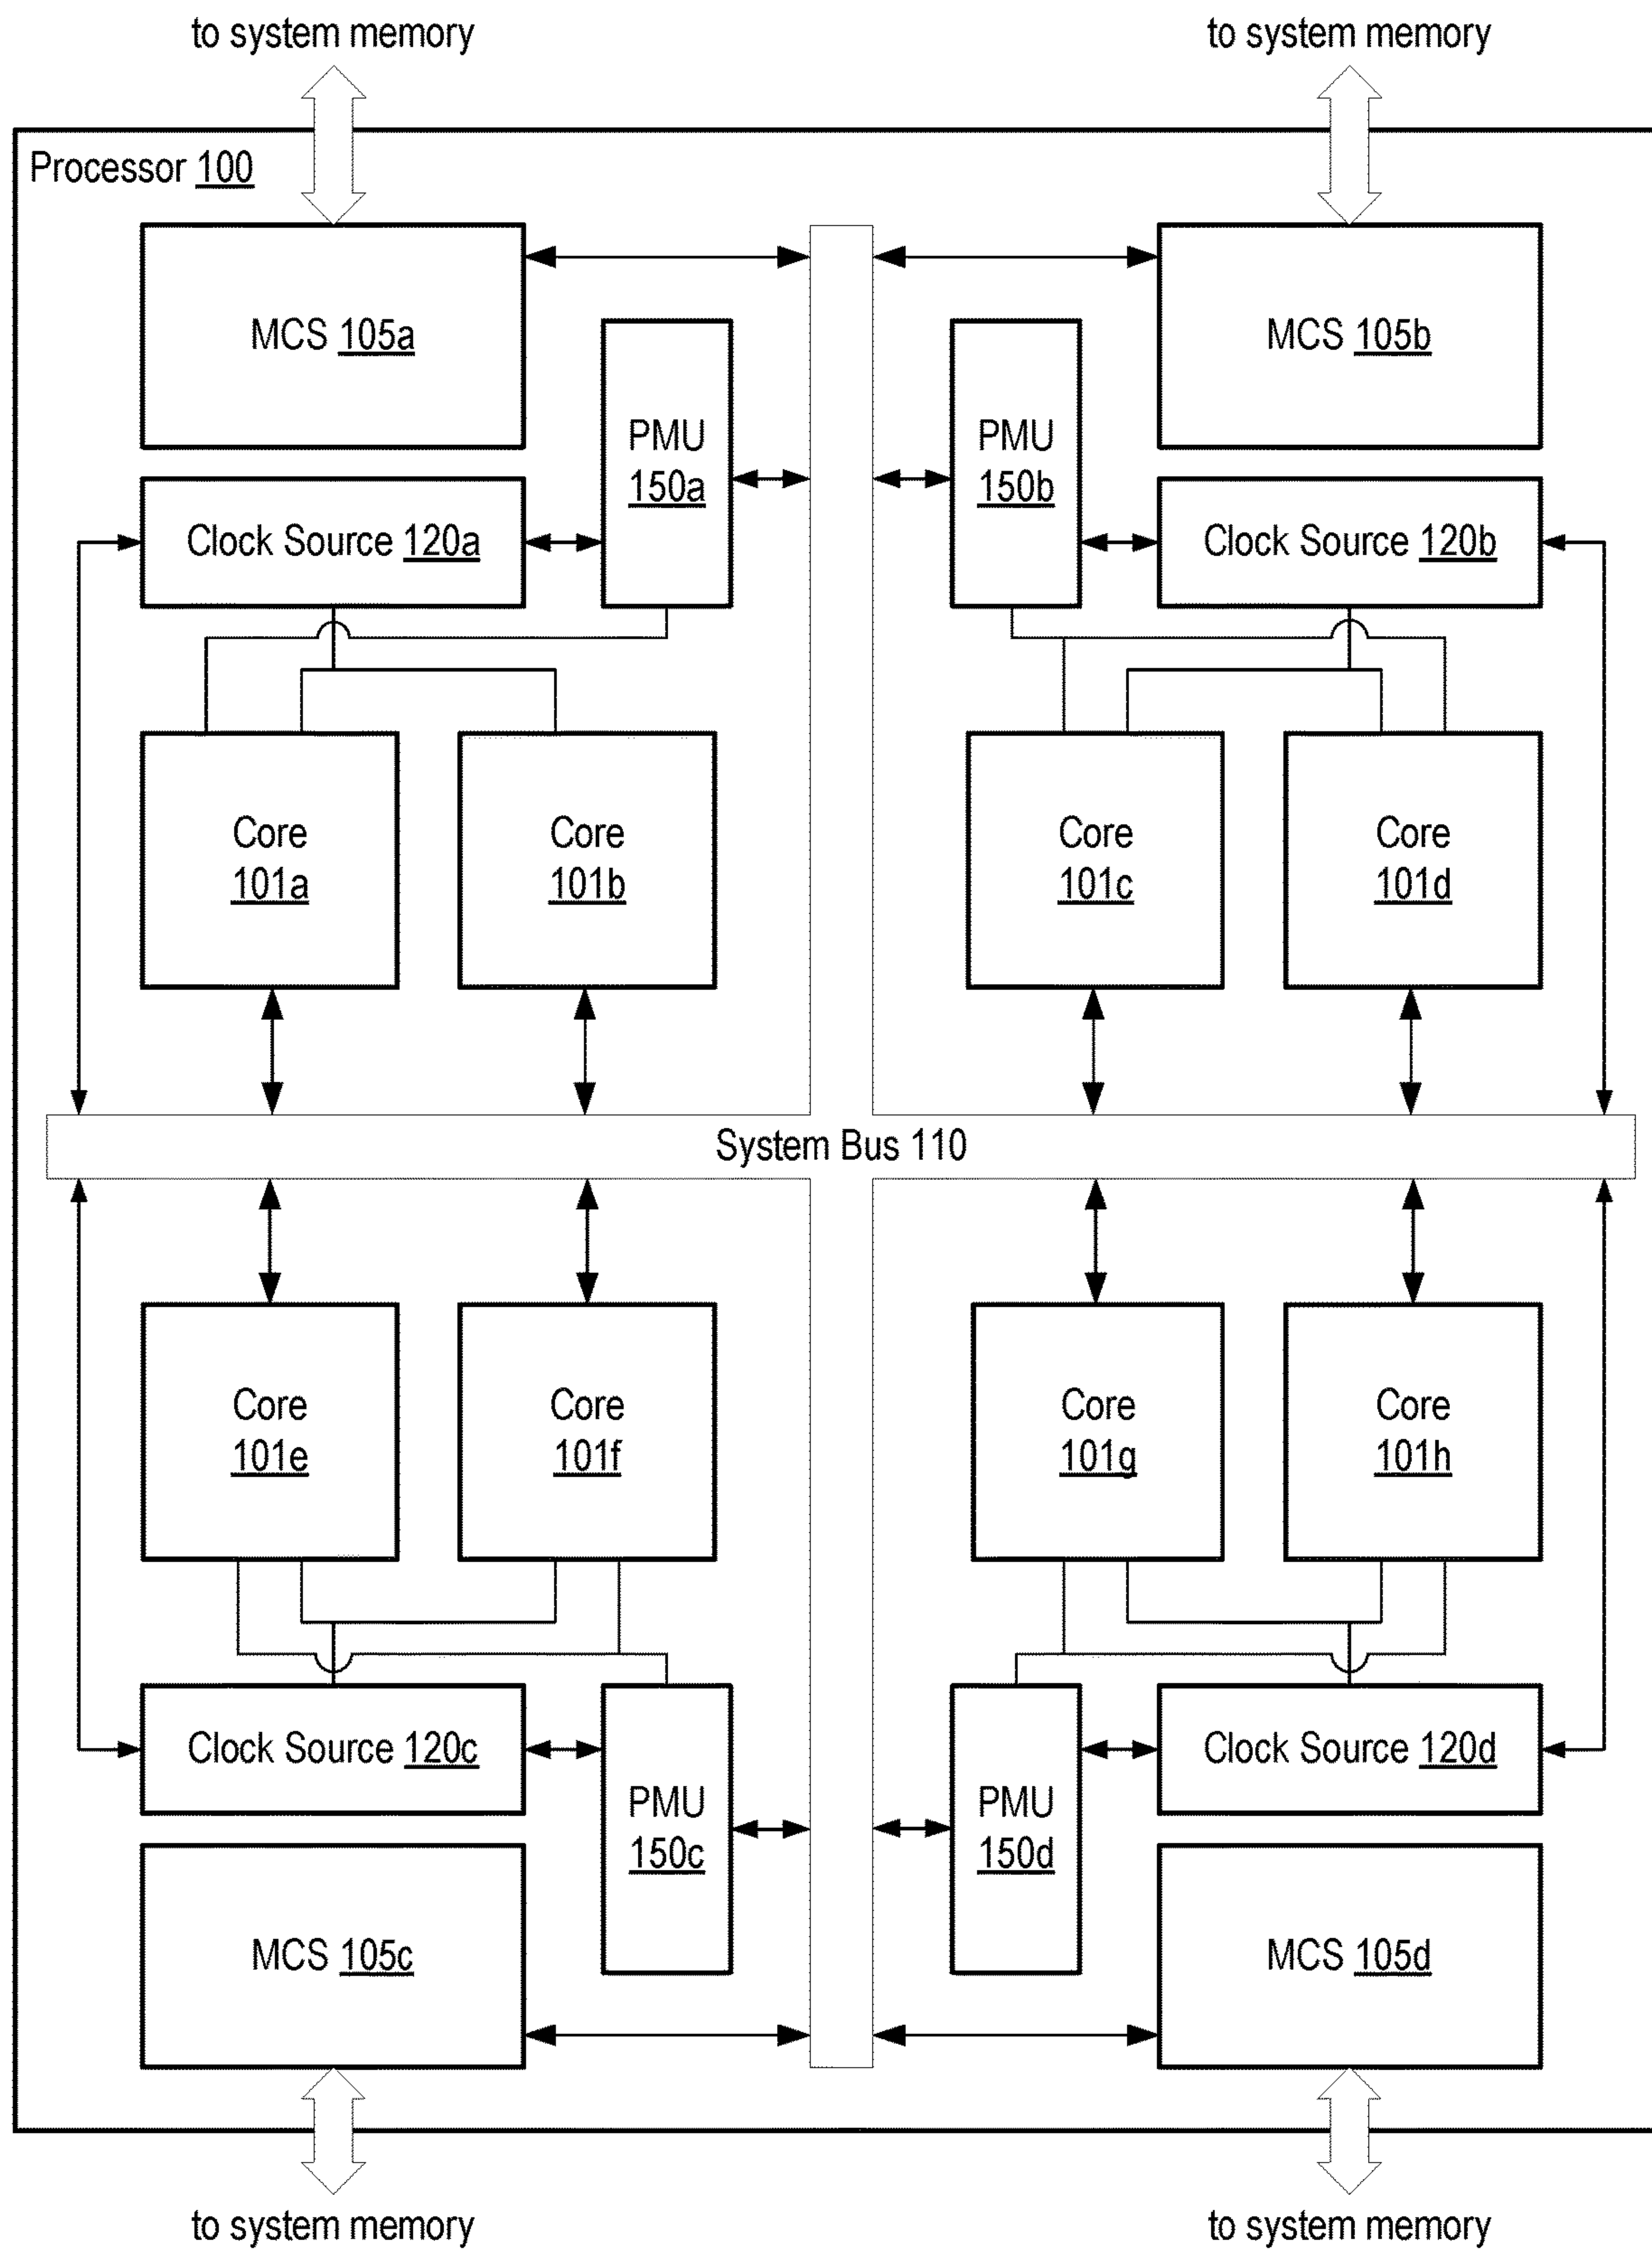 to system memory
to system memory
Processor 100
MCS 105a
MCS 105b
PMU
150a
PMU
150b
Clock Source 120a
Clock Source 120b
Core
101a
Core
101b
Core
101c
Core
101d
System Bus 110
Core
101e
Core
101f
Core
101g
Core
101h
Clock Source 120c
Clock Source 120d
PMU
150c
PMU
150d
MCS 105c
MCS 105d
to system memory
to system memory